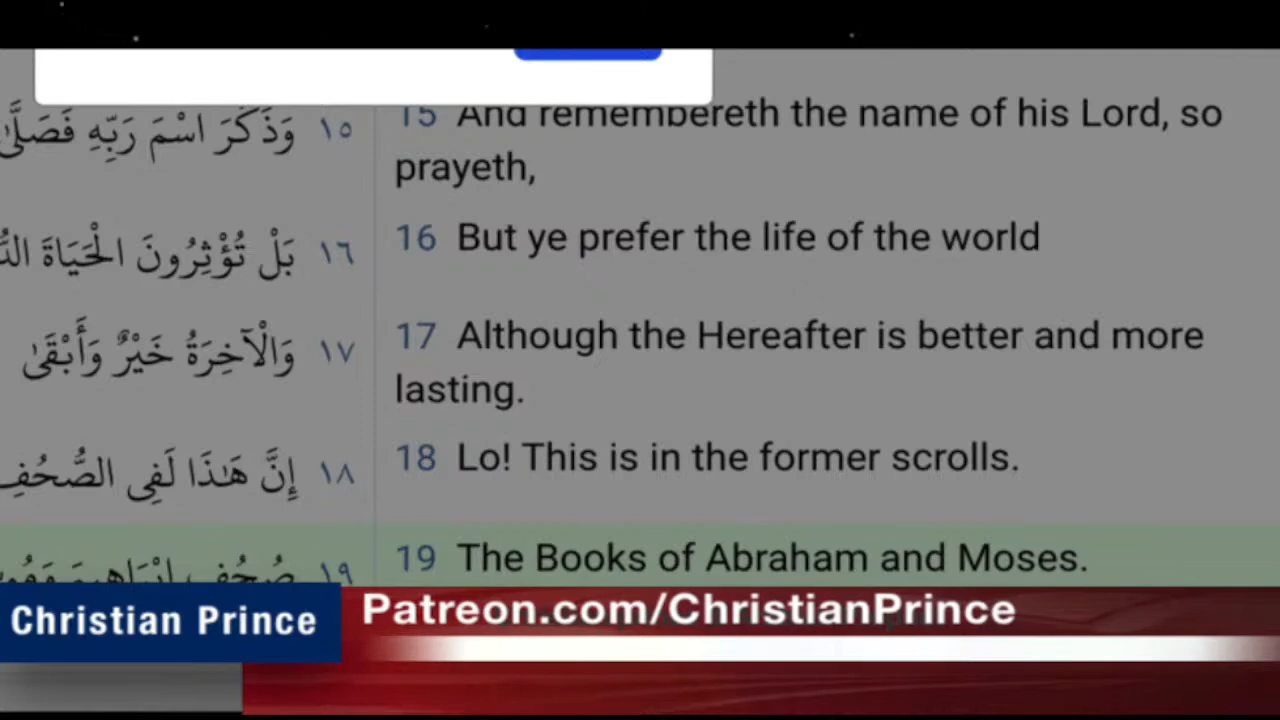 وَذَكَرَ اسْمَ رَبِّهِ فَصَلَّىٰ ١٥
15 And remembereth the name of his Lord, so
prayeth,
بَلْ تُؤْثِرُونَ الْحَيَاةَ ١٦
16 But ye prefer the life of the world
وَالْآخِرَةُ خَيْرٌ وَأَبْقَىٰ ١٧
17 Although the Hereafter is better and more
lasting.
إِنَّ هَٰذَا لَفِي الصُّحُفِ ١٨
18 Lo! This is in the former scrolls.
صُحُفِ إِبْرَاهِيمَ ١٩
19 The Books of Abraham and Moses.
Christian Prince
Patreon.com/ChristianPrince